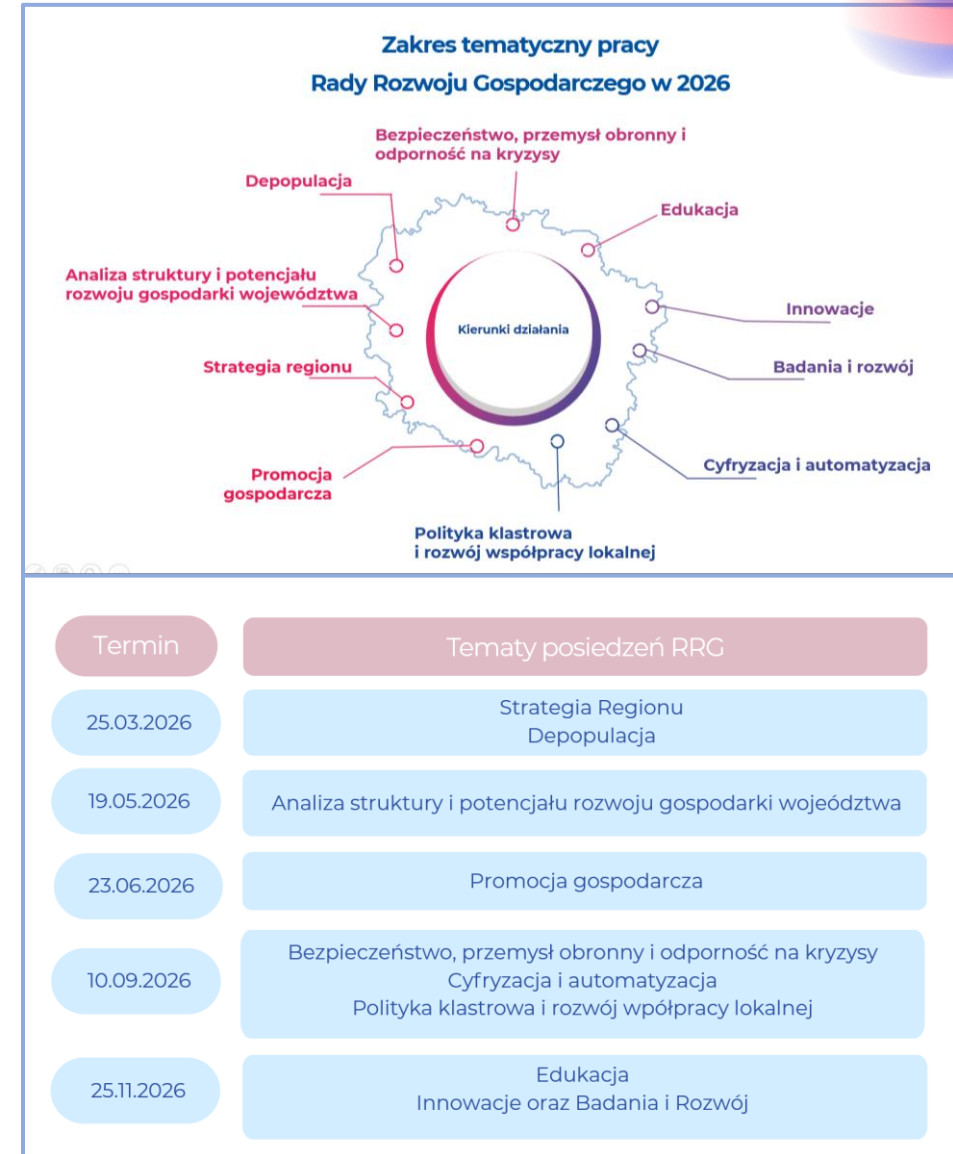 Zakres tematyczny pracy
Rady Rozwoju Gospodarczego w 2026
Bezpieczeństwo, przemysł obronny i
odporność na kryzysy
Depopulacja
Edukacja
Analiza struktury i potencjału
rozwoju gospodarki województwa
Innowacje
Kierunki działania
Strategia regionu
Badania i rozwój
Cyfryzacja i automatyzacja
Promocja
gospodarcza
Polityka klastrowa
i rozwój współpracy lokalnej
Termin
Tematy posiedzeń RRG
25.03.2026
Strategia Regionu
Depopulacja
19.05.2026
Analiza struktury i potencjału rozwoju gospodarki wojeództwa
23.06.2026
Promocja gospodarcza
10.09.2026
Bezpieczeństwo, przemysł obronny i odporność na kryzysy
Cyfryzacja i automatyzacja
Polityka klastrowa i rozwój wpółpracy lokalnej
25.11.2026
Edukacja
Innowacje oraz Badania i Rozwój